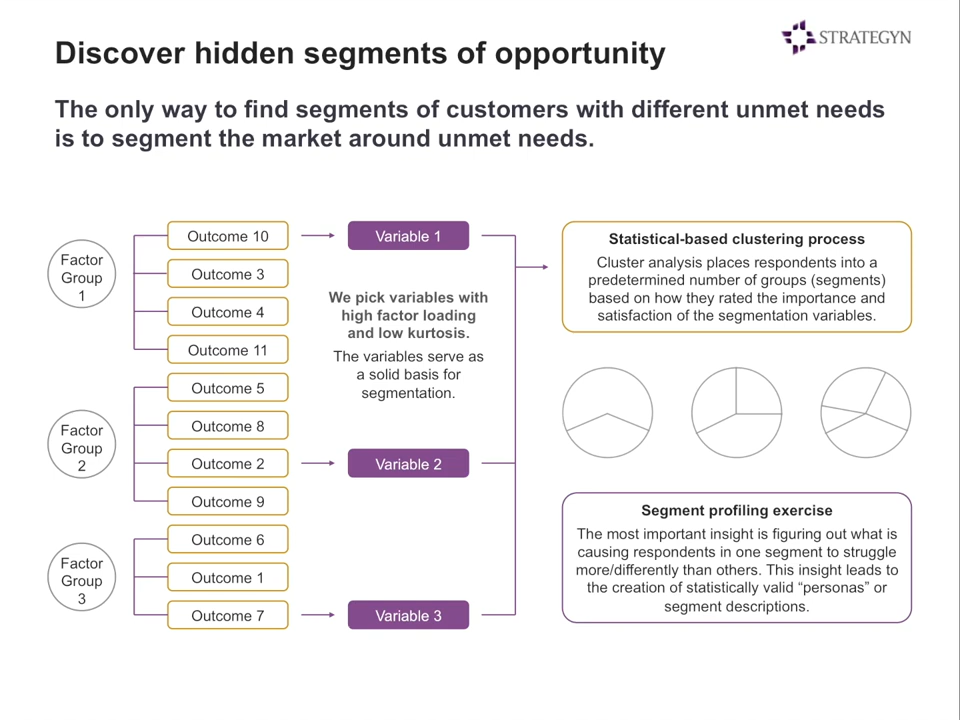 Discover hidden segments of opportunity
STRATEGYN
The only way to find segments of customers with different unmet needs
is to segment the market around unmet needs.
Factor
Group
1
Outcome 10
Outcome 3
Outcome 4
Outcome 11
Factor
Group
2
Outcome 5
Outcome 8
Outcome 2
Outcome 9
Factor
Group
3
Outcome 6
Outcome 1
Outcome 7
Variable 1
We pick variables with
high factor loading
and low kurtosis.
The variables serve as
a solid basis for
segmentation.
Variable 2
Variable 3
Statistical-based clustering process
Cluster analysis places respondents into a
predetermined number of groups (segments)
based on how they rated the importance and
satisfaction of the segmentation variables.
Segment profiling exercise
The most important insight is figuring out what is
causing respondents in one segment to struggle
more/differently than others. This insight leads to
the creation of statistically valid “personas” or
segment descriptions.